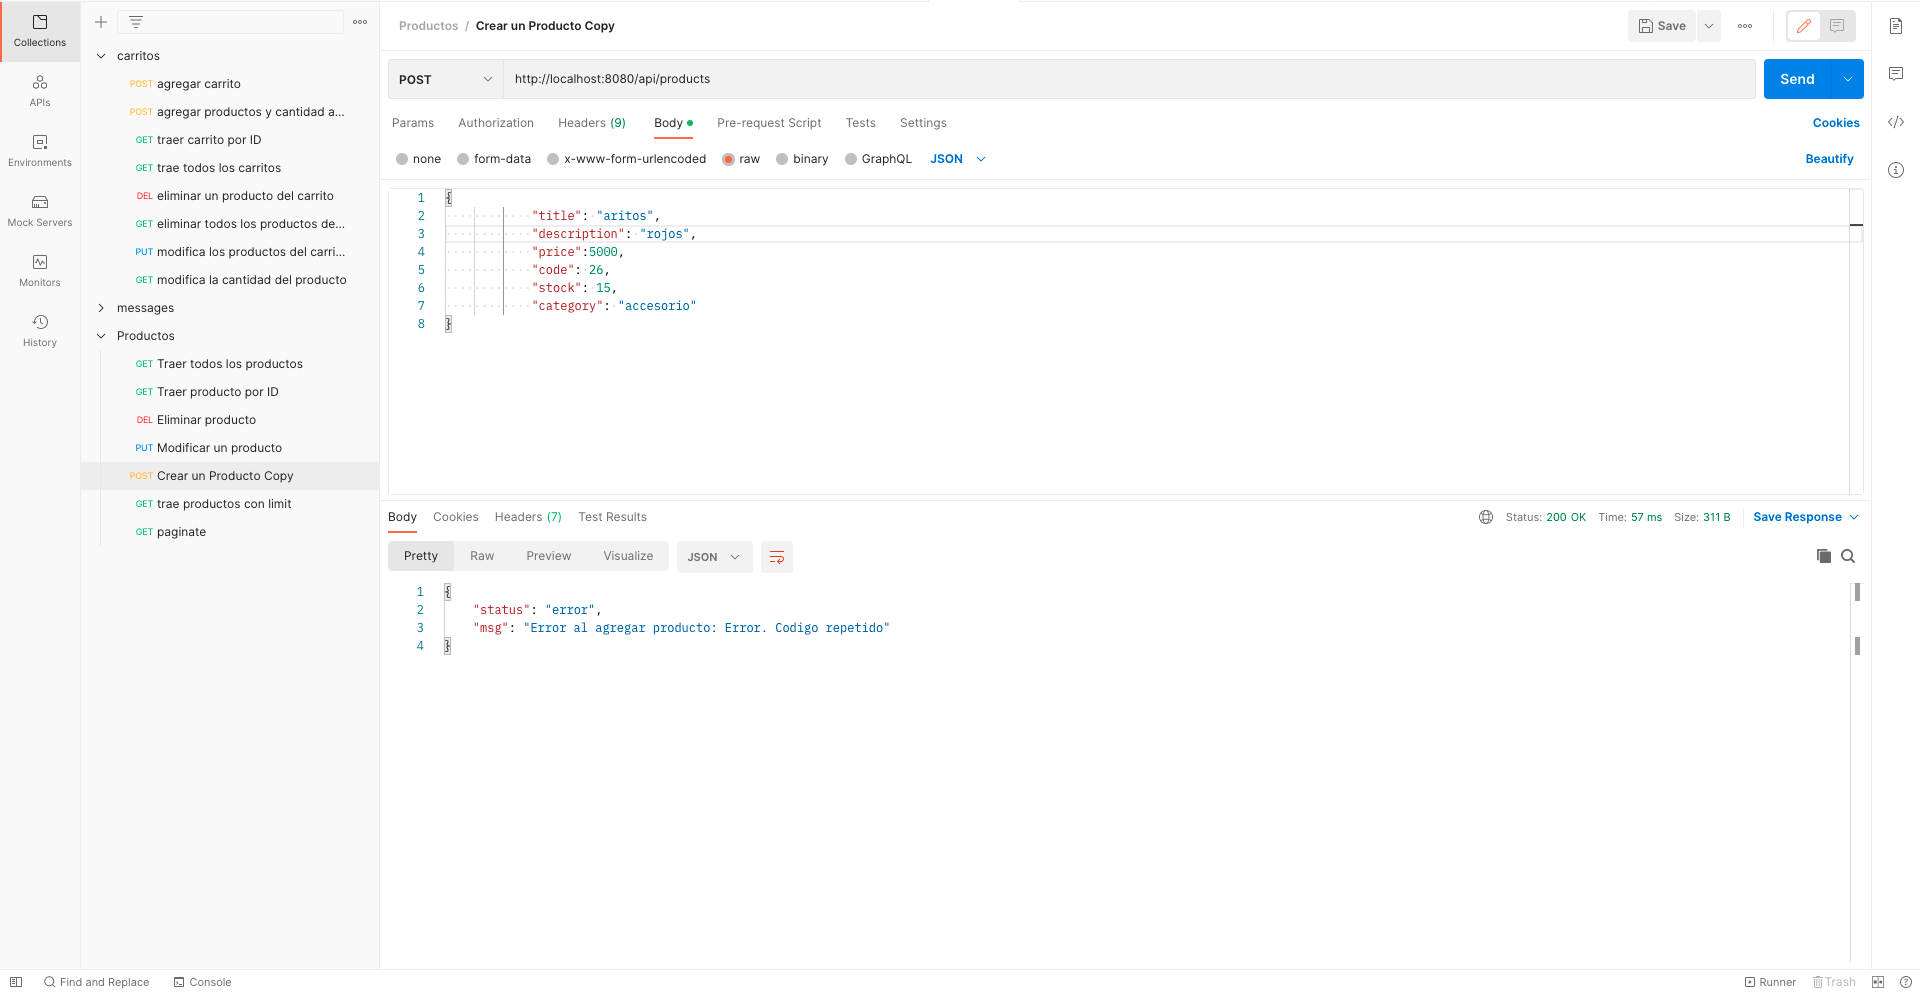 Collections
APIs
Environments
Mock Servers
Monitors
History
carritos
POST agregar carrito
POST agregar productos y cantidad a...
GET traer carrito por ID
GET trae todos los carritos
DEL eliminar un producto del carrito
GET eliminar todos los productos de...
PUT modifica los productos del carri...
GET modifica la cantidad del producto
messages
Productos
GET Traer todos los productos
GET Traer producto por ID
DEL Eliminar producto
PUT Modificar un producto
POST Crear un Producto Copy
GET trae productos con limit
GET paginate
Productos / Crear un Producto Copy
Save
POST http://localhost:8080/api/products
Send
Params Authorization Headers (9) Body Pre-request Script Tests Settings
Cookies
none form-data x-www-form-urlencoded raw binary GraphQL JSON
Beautify
1 {
2 "title": "aritos",
3 "description": "rojos",
4 "price":5000,
5 "code": 26,
6 "stock": 15,
7 "category": "accesorio"
8 }
Body Cookies Headers (7) Test Results
Status: 200 OK Time: 57 ms Size: 311 B Save Response
Pretty Raw Preview Visualize JSON
1 {
2 "status": "error",
3 "msg": "Error al agregar producto: Error. Codigo repetido"
4 }
Find and Replace Console
Runner Trash